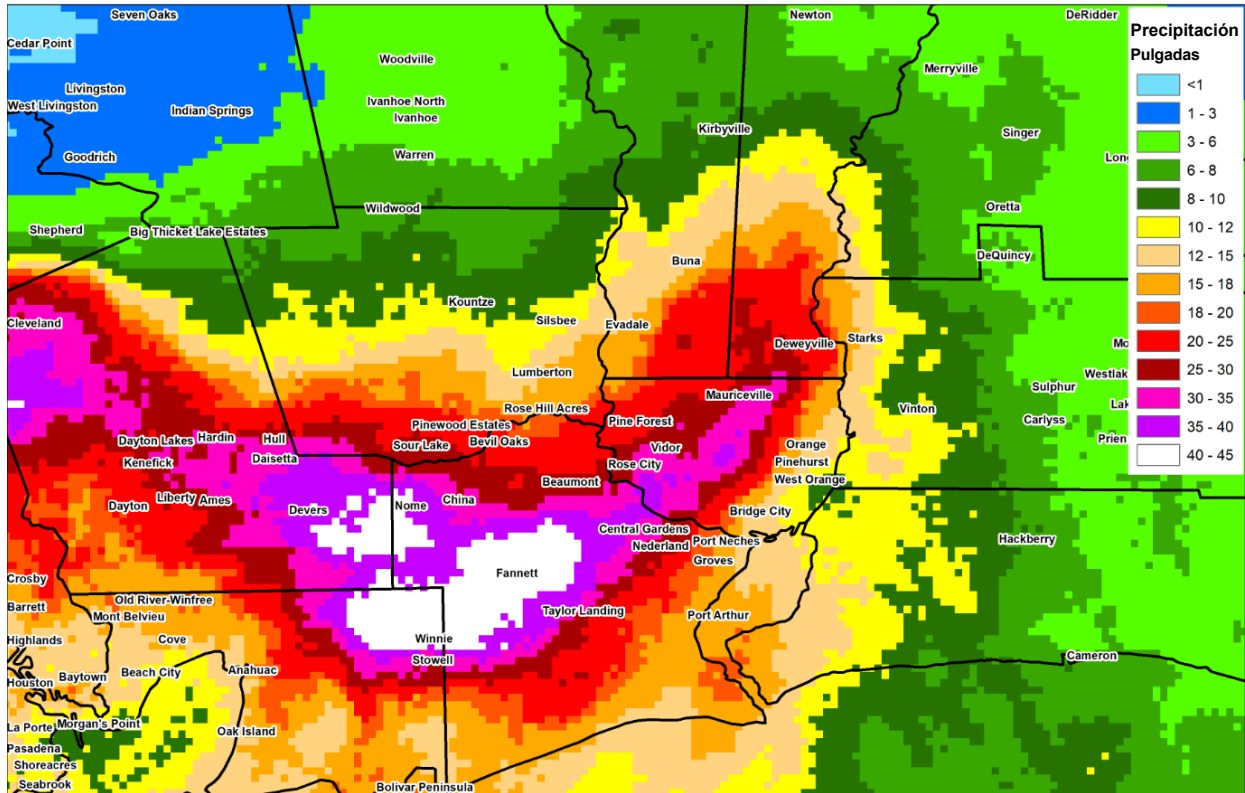 Seven Oaks
Newton
DeRidder
Cedar Point
Woodville
Merryville
Livingston
West Livingston
Indian Springs
Ivanhoe North
Ivanhoe
Kirbyville
Singer
Goodrich
Warren
Long
Wildwood
Oretta
Shepherd
Big Thicket Lake Estates
Buna
DeQuincy
Kountze
Cleveland
Silsbee
Evadale
Deweyville
Starks
Mo
Lumberton
Westlak
Sulphur
Mauriceville
Rose Hill Acres
Vinton
Lak
Carlyss
Pinewood Estates
Pine Forest
Prien
Dayton Lakes
Hardin
Hull
Sour Lake
Bevil Oaks
Vidor
Orange
Kenefick
Daisetta
Rose City
Pinehurst
Beaumont
West Orange
Liberty
Ames
Nome
China
Dayton
Devers
Bridge City
Central Gardens
Hackberry
Nederland
Port Neches
Groves
Fannett
Crosby
Old River-Winfree
Barrett
Mont Belvieu
Taylor Landing
Port Arthur
Highlands
Cove
Winnie
Stowell
Cameron
Houston
Baytown
Beach City
Anahuac
La Porte
Morgan's Point
Oak Island
Pasadena
Shoreacres
Seabrook
Bolivar Peninsula
Precipitación
Pulgadas
<1
1 - 3
3 - 6
6 - 8
8 - 10
10 - 12
12 - 15
15 - 18
18 - 20
20 - 25
25 - 30
30 - 35
35 - 40
40 - 45